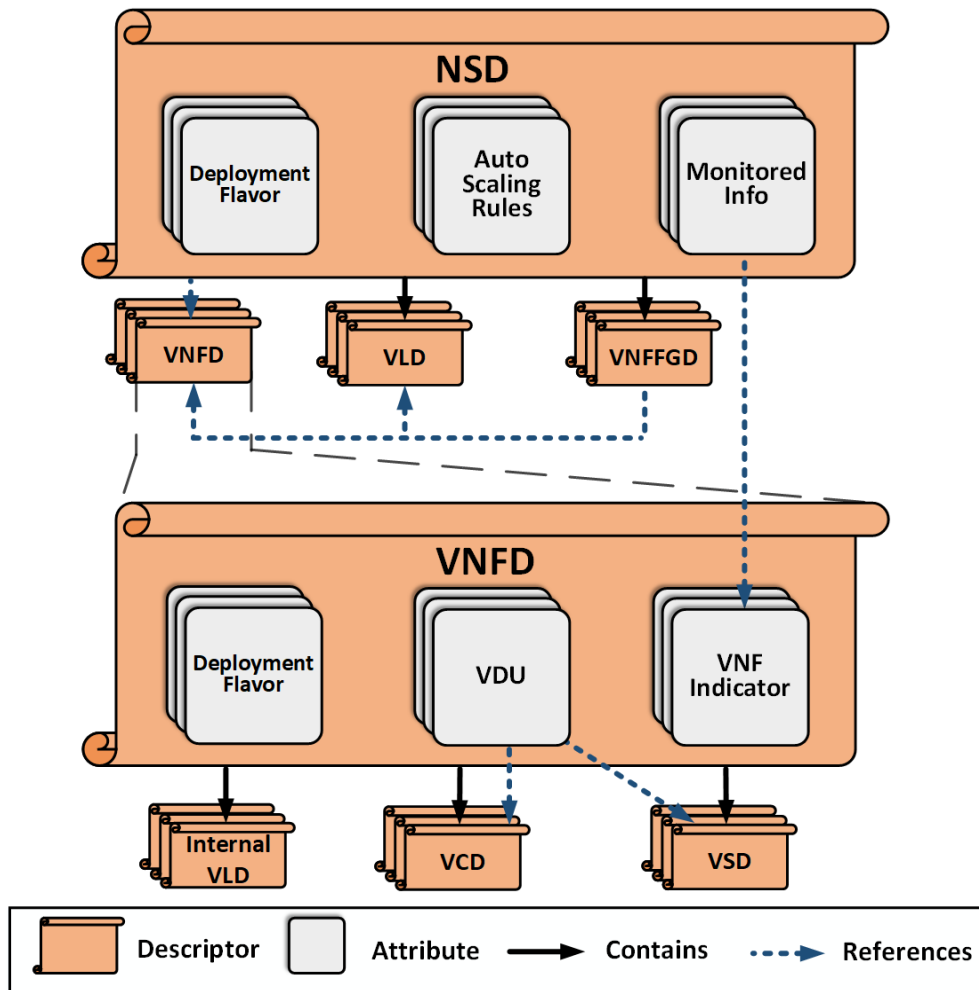 NSD
Deployment
Flavor
Auto
Scaling
Rules
Monitored
Info
VNFD
VLD
VNFFGD
VNFD
Deployment
Flavor
VDU
VNF
Indicator
Internal
VLD
VCD
VSD
Descriptor
Attribute
Contains
References